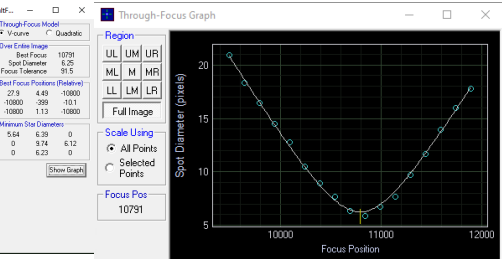 ltF...
Through-Focus Model
V-curve Quadratic
Over Entire Image
Best Focus 10791
Spot Diameter 6.25
Focus Tolerance 91.5
Best Focus Positions (Relative)
27.9 4.49 -10800
-10800 -399 -10.1
-10800 1.13 -10800
Minimum Star Diameters
5.64 6.39 0
0 9.74 6.12
0 6.23 0
Show Graph
Through-Focus Graph
Region
UL UM UR
ML M MR
LL LM LR
Full Image
Scale Using
All Points
Selected
Points
Focus Pos
10791
Spot Diameter (pixels)
20
15
10
5
10000 11000 12000
Focus Position